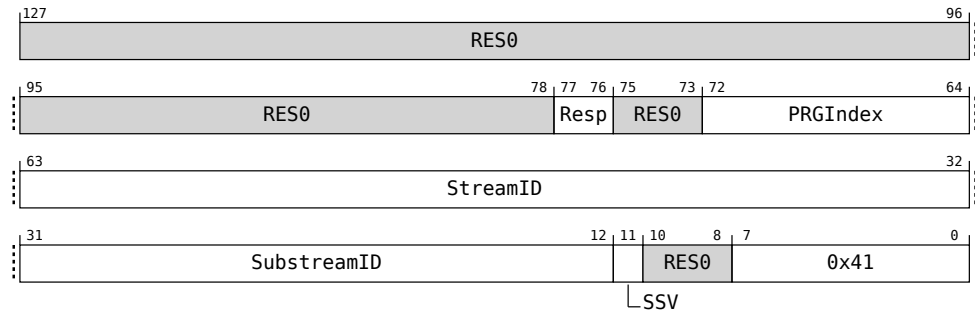 127 96
RES0
95 78 77 76 75 73 72 64
RES0 Resp RES0 PRGIndex
63 32
StreamID
31 12 11 10 8 7 0
SubstreamID RES0 0x41
SSV